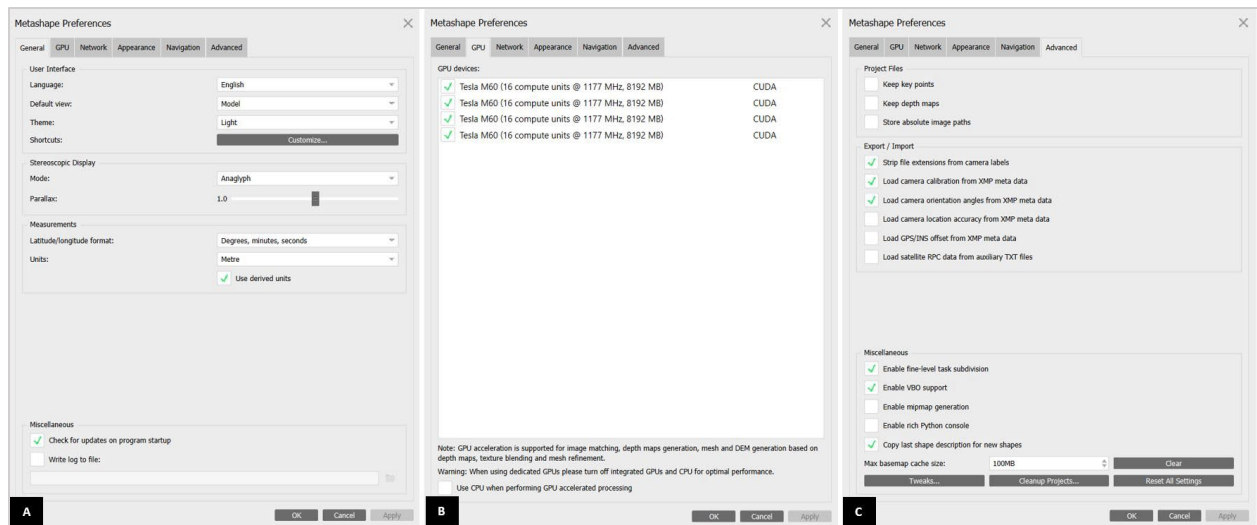 Metashape Preferences
General GPU Network Appearance Navigation Advanced
User Interface
Language: English
Default view: Model
Theme: Light
Shortcuts: Customize...
Stereoscopic Display
Mode: Anaglyph
Parallax: 1.0
Measurements
Latitude/longitude format: Degrees, minutes, seconds
Units: Metre
Use derived units
Miscellaneous
Check for updates on program startup
Write log to file:
A
OK Cancel Apply
Metashape Preferences
General GPU Network Appearance Navigation Advanced
GPU devices:
Tesla M60 (16 compute units @ 1177 MHz, 8192 MB) CUDA
Tesla M60 (16 compute units @ 1177 MHz, 8192 MB) CUDA
Tesla M60 (16 compute units @ 1177 MHz, 8192 MB) CUDA
Tesla M60 (16 compute units @ 1177 MHz, 8192 MB) CUDA
Note: GPU acceleration is supported for image matching, depth maps generation, mesh and DEM generation based on
depth maps, texture blending and mesh refinement.
Warning: When using dedicated GPUs please turn off integrated GPUs and CPU for optimal performance.
Use CPU when performing GPU accelerated processing
B
OK Cancel Apply
Metashape Preferences
General GPU Network Appearance Navigation Advanced
Project Files
Keep key points
Keep depth maps
Store absolute image paths
Export / Import
Strip file extensions from camera labels
Load camera calibration from XMP meta data
Load camera orientation angles from XMP meta data
Load camera location accuracy from XMP meta data
Load GPS/INS offset from XMP meta data
Load satellite RPC data from auxiliary TXT files
Miscellaneous
Enable fine-level task subdivision
Enable VBO support
Enable mipmap generation
Enable rich Python console
Copy last shape description for new shapes
Max basemap cache size: 100MB Clear
Tweaks... Cleanup Projects... Reset All Settings
C
OK Cancel Apply